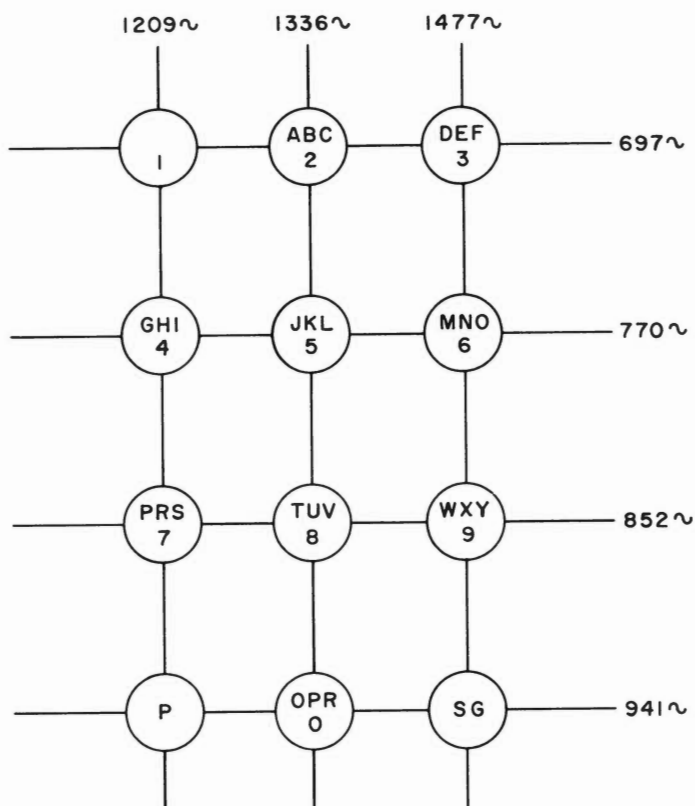 1209~ 1336~ 1477~
1 ABC DEF 697~
2 3
GHI JKL MNO 770~
4 5 6
PRS TUV WXY 852~
7 8 9
P OPR SG 941~
0